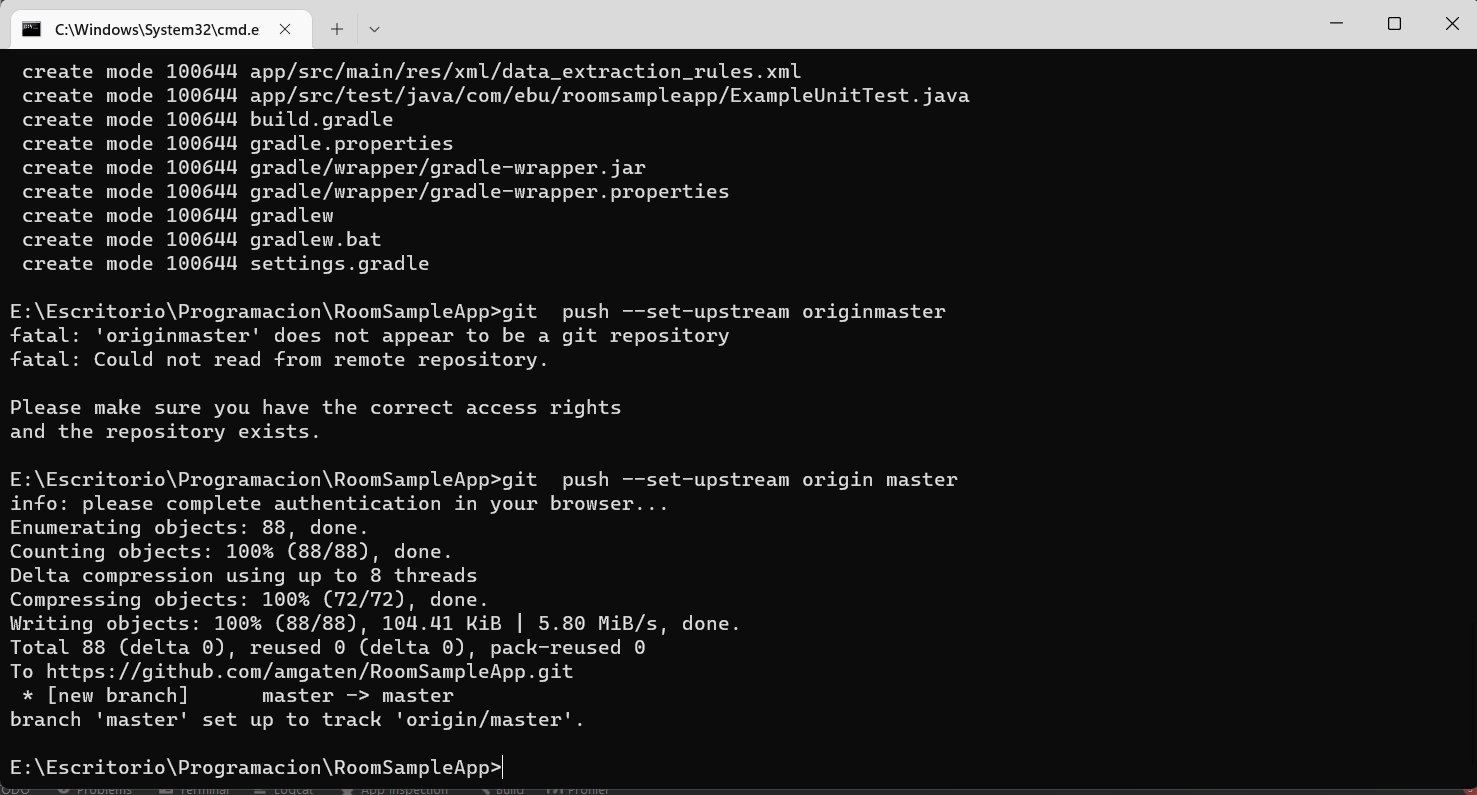 C:\Windows\System32\cmd.e
create mode 100644 app/src/main/res/xml/data_extraction_rules.xml
create mode 100644 app/src/test/java/com/ebu/roomsampleapp/ExampleUnitTest.java
create mode 100644 build.gradle
create mode 100644 gradle.properties
create mode 100644 gradle/wrapper/gradle-wrapper.jar
create mode 100644 gradle/wrapper/gradle-wrapper.properties
create mode 100644 gradlew
create mode 100644 gradlew.bat
create mode 100644 settings.gradle
E:\Escritorio\Programacion\RoomSampleApp>git  push --set-upstream originmaster
fatal: 'originmaster' does not appear to be a git repository
fatal: Could not read from remote repository.
Please make sure you have the correct access rights
and the repository exists.
E:\Escritorio\Programacion\RoomSampleApp>git  push --set-upstream origin master
info: please complete authentication in your browser...
Enumerating objects: 88, done.
Counting objects: 100% (88/88), done.
Delta compression using up to 8 threads
Compressing objects: 100% (72/72), done.
Writing objects: 100% (88/88), 104.41 KiB | 5.80 MiB/s, done.
Total 88 (delta 0), reused 0 (delta 0), pack-reused 0
To https://github.com/amgaten/RoomSampleApp.git
 * [new branch]      master -> master
branch 'master' set up to track 'origin/master'.
E:\Escritorio\Programacion\RoomSampleApp>
Problems Terminal Logcat App Inspection Build Profiler